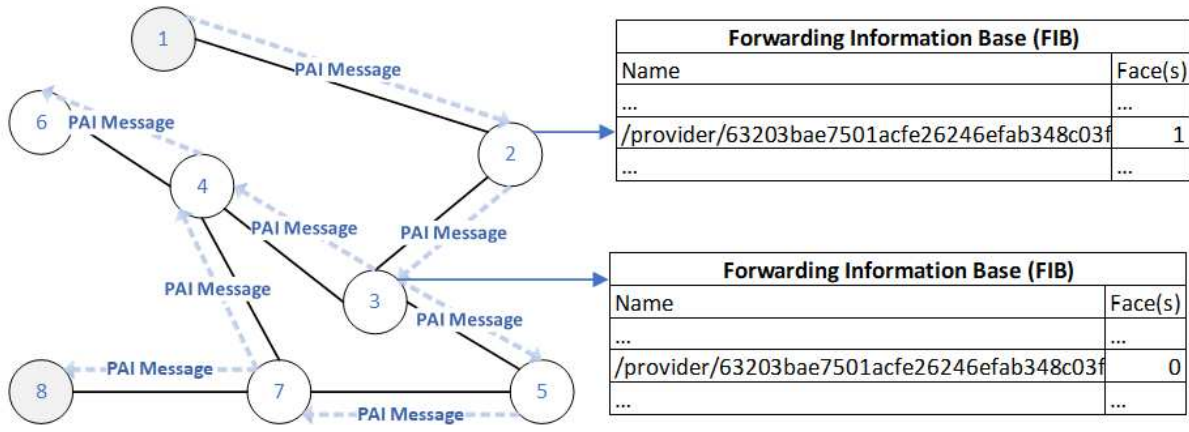 1
PAI Message
6
PAI Message
2
4
PAI Message
PAI Message
PAI Message
3
PAI Message
PAI Message
8
7
5
PAI Message
Forwarding Information Base (FIB)
Name Face(s)
... ...
/provider/63203bae7501acfe26246efab348c03f 1
... ...
Forwarding Information Base (FIB)
Name Face(s)
... ...
/provider/63203bae7501acfe26246efab348c03f 0
... ...